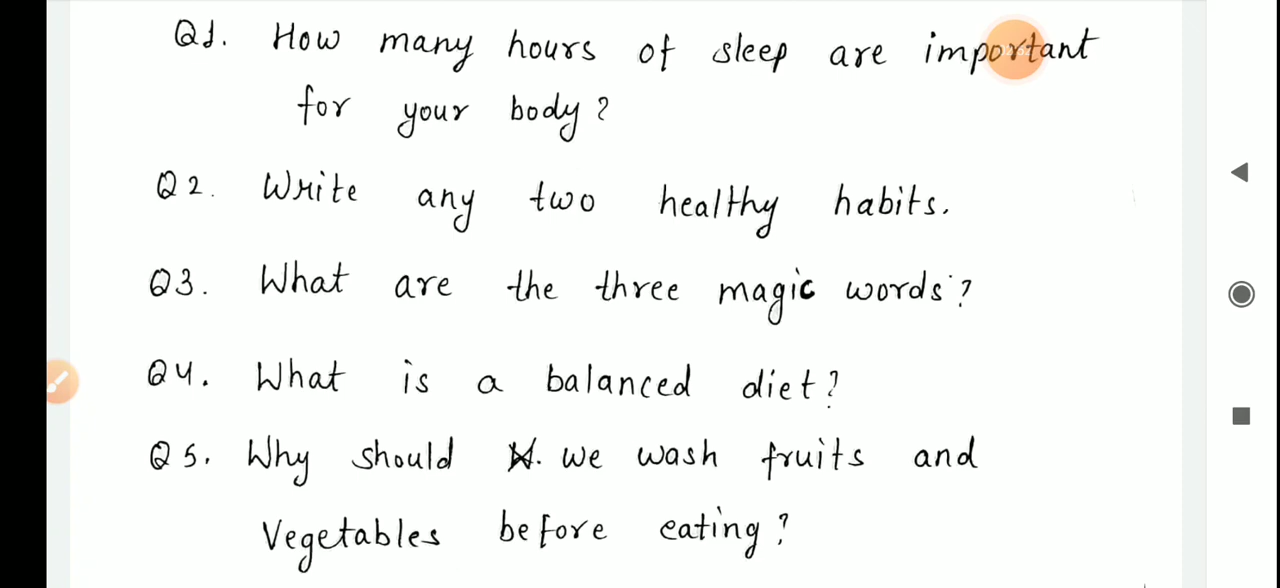 Q1. How many hours of sleep are important
for your body?
Q2. Write any two healthy habits.
Q3. What are the three magic words?
Q4. What is a balanced diet?
Q5. Why should we wash fruits and
Vegetables before eating?